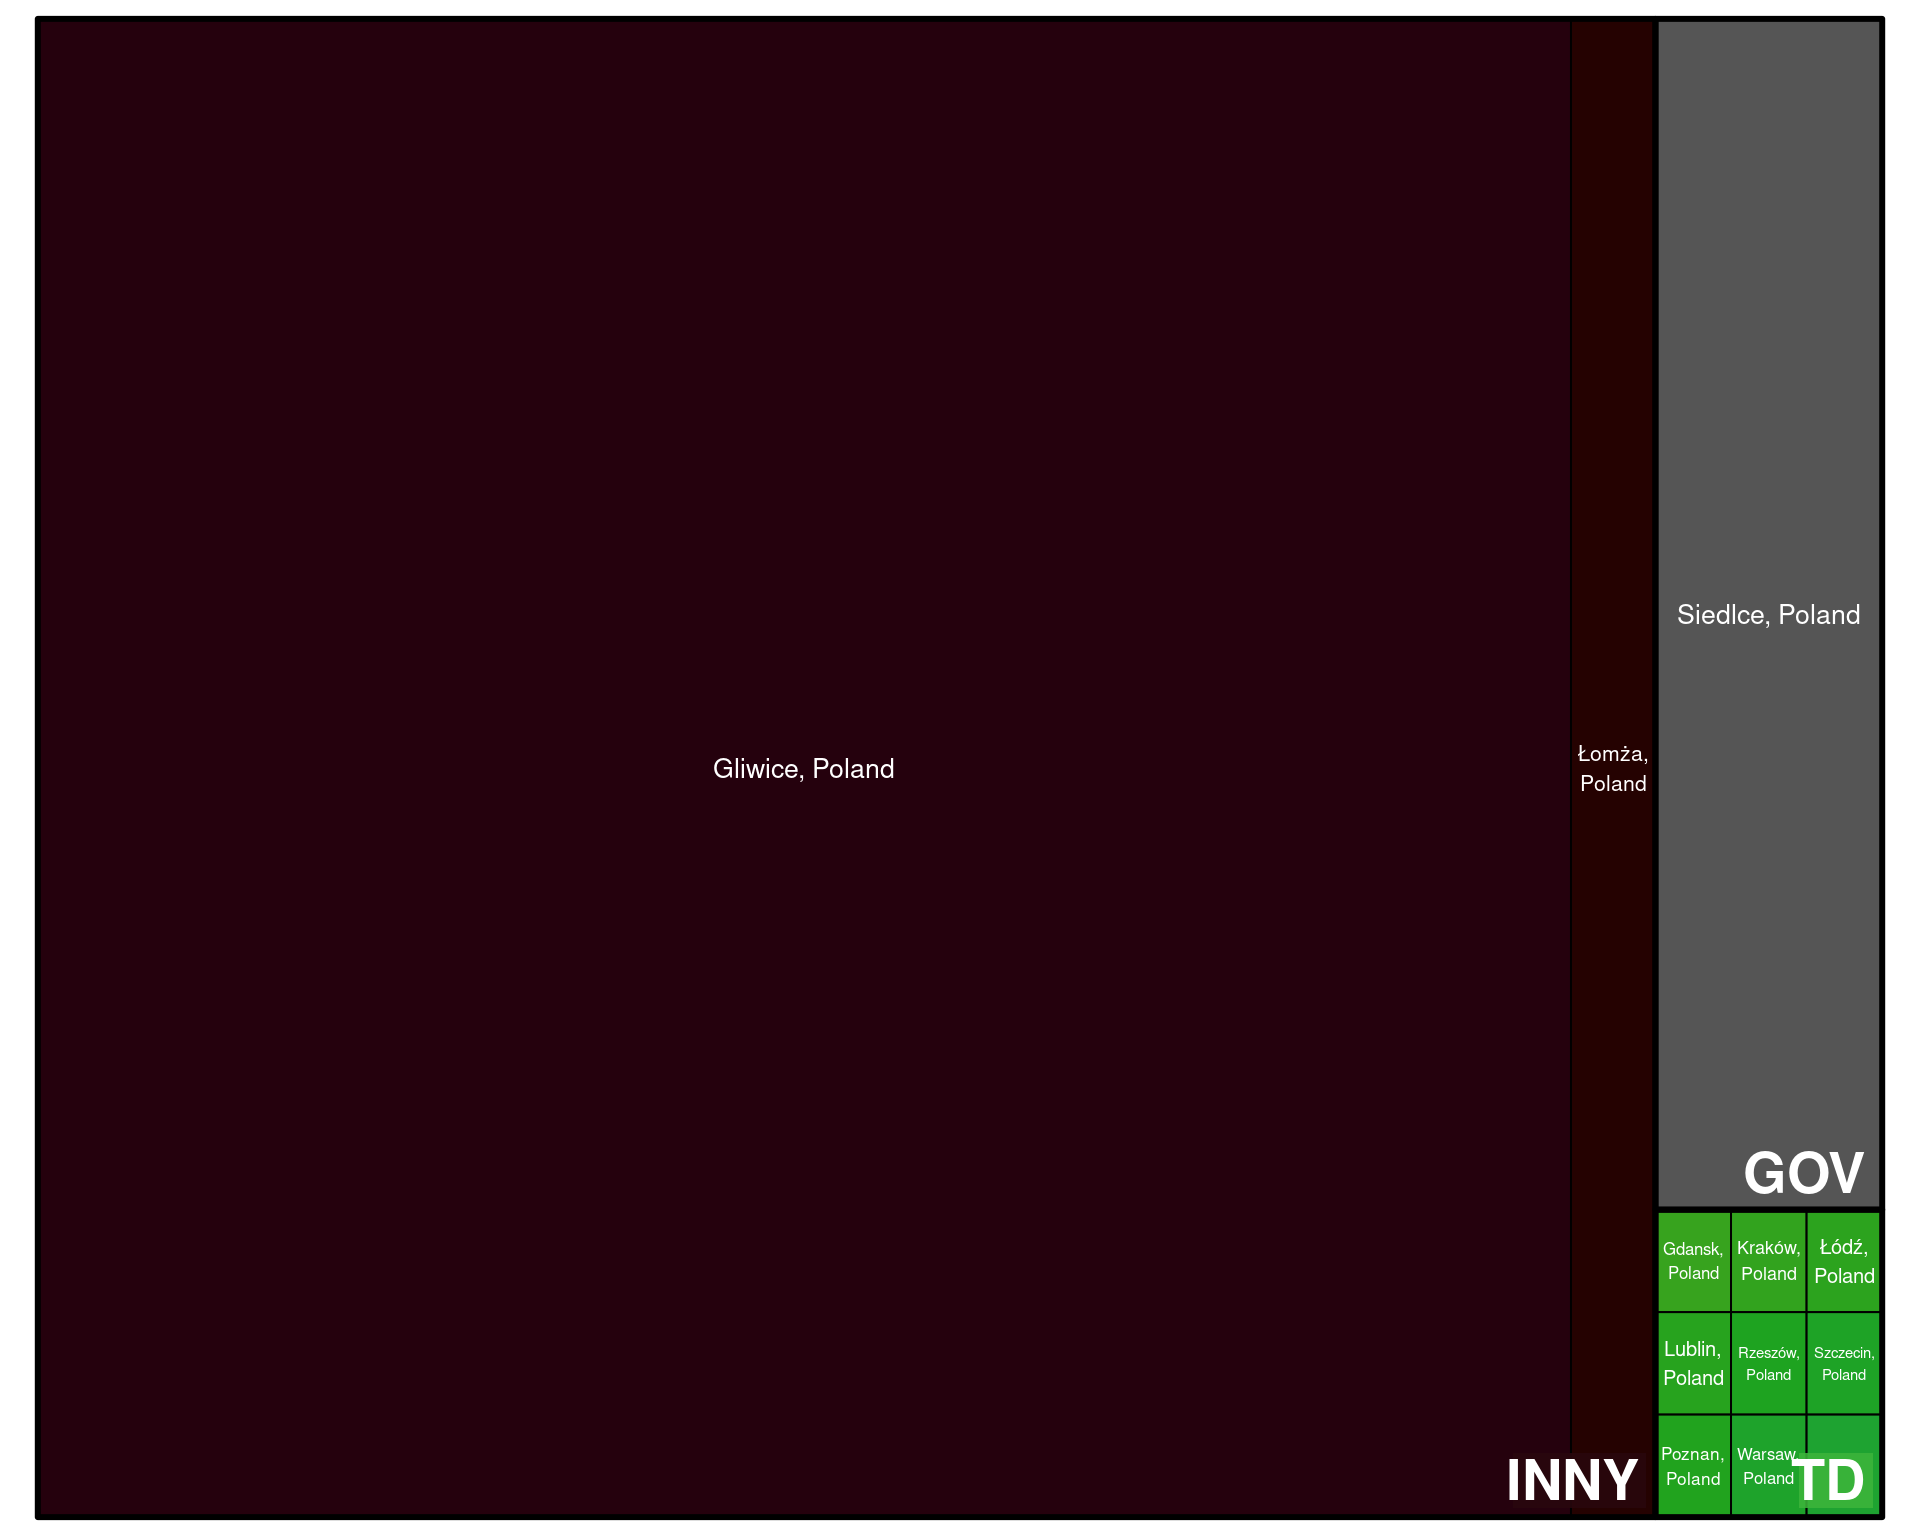 Gliwice, Poland
Łomża,
Poland
INNY
Siedlce, Poland
GOV
Gdansk,
Poland
Kraków,
Poland
Łódź,
Poland
Lublin,
Poland
Rzeszów,
Poland
Szczecin,
Poland
Poznan,
Poland
Warsaw,
Poland
TD